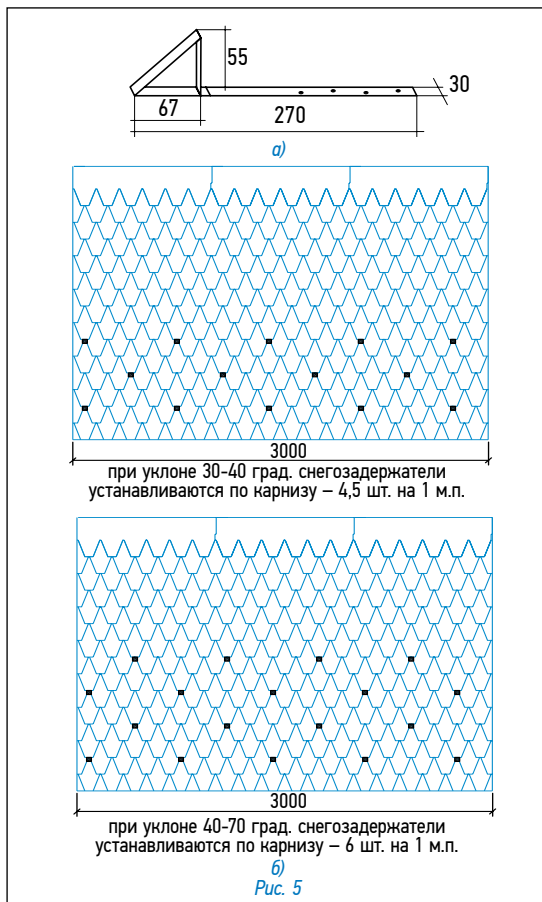 55
30
67
270
а)
3000
при уклоне 30-40 град. снегозадержатели
устанавливаются по карнизу – 4,5 шт. на 1 м.п.
3000
при уклоне 40-70 град. снегозадержатели
устанавливаются по карнизу – 6 шт. на 1 м.п.
б)
Рис. 5